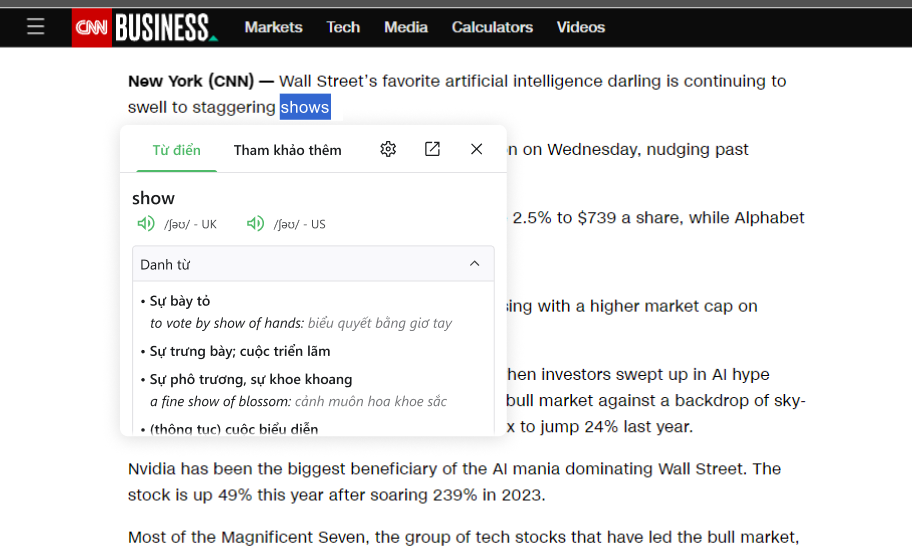 CNN BUSINESS Markets Tech Media Calculators Videos
New York (CNN) — Wall Street's favorite artificial intelligence darling is continuing to
swell to staggering shows
on Wednesday, nudging past
2.5% to $739 a share, while Alphabet
with a higher market cap on
investors swept up in AI hype
bull market against a backdrop of sky-
to jump 24% last year.
Từ điển Tham khảo thêm
show
/ʃəʊ/ - UK /ʃəʊ/ - US
Danh từ
• Sự bày tỏ
to vote by show of hands: biểu quyết bằng giơ tay
• Sự trưng bày; cuộc triển lãm
• Sự phô trương, sự khoe khoang
a fine show of blossom: cảnh muôn hoa khoe sắc
• (thông tục) cuộc biểu diễn
Nvidia has been the biggest beneficiary of the AI mania dominating Wall Street. The
stock is up 49% this year after soaring 239% in 2023.
Most of the Magnificent Seven, the group of tech stocks that have led the bull market,